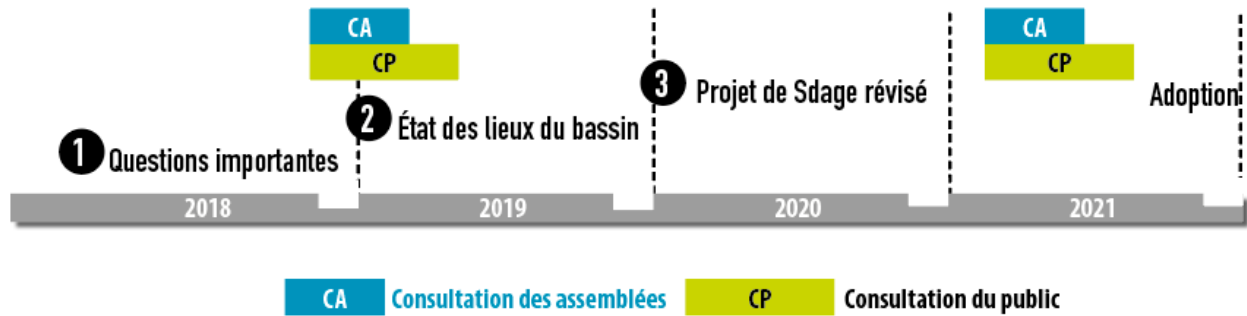 CA
CP
CA
CP
3 Projet de Sdage révisé
Adoption
2 État des lieux du bassin
1 Questions importantes
2018 2019 2020 2021
CA Consultation des assemblées CP Consultation du public